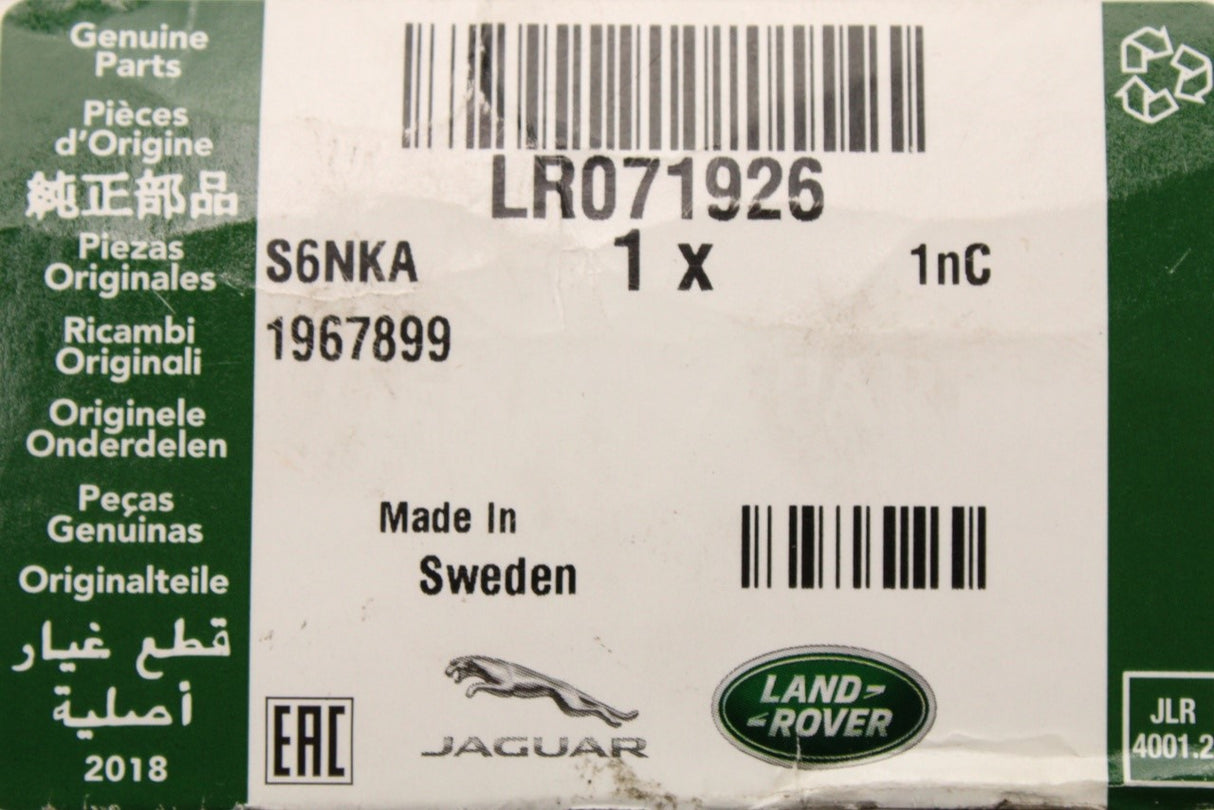 Genuine
Parts
Pièces
d'Origine
純正部品
Piezas
Originales
Ricambi
Originali
Originele
Onderdelen
Peças
Genuinas
Originalteile
قطع غيار
أصلية
2018
LR071926
S6NKA 1 x 1nC
1967899
Made In
Sweden
EAC
JAGUAR
LAND-
-ROVER
JLR
4001.2